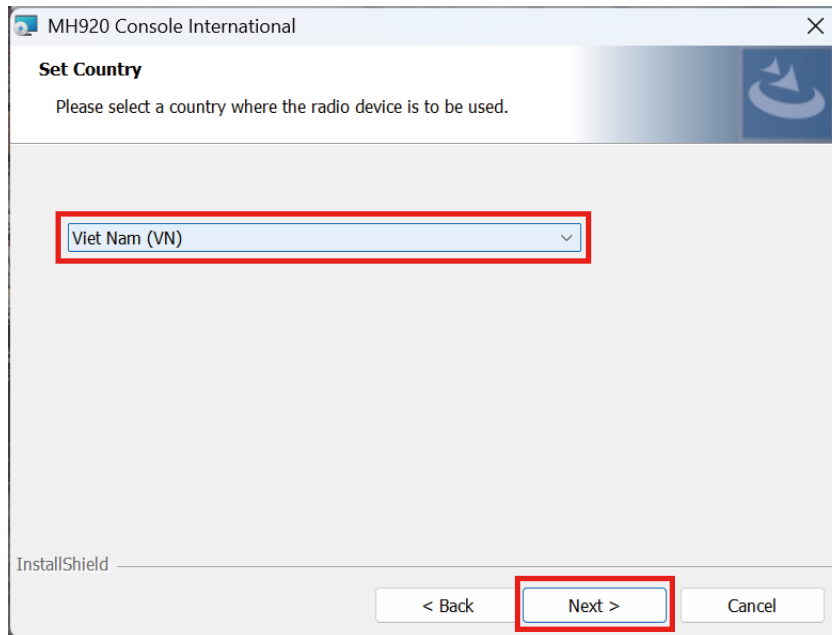 MH920 Console International
Set Country
Please select a country where the radio device is to be used.
Viet Nam (VN)
InstallShield
< Back Next > Cancel